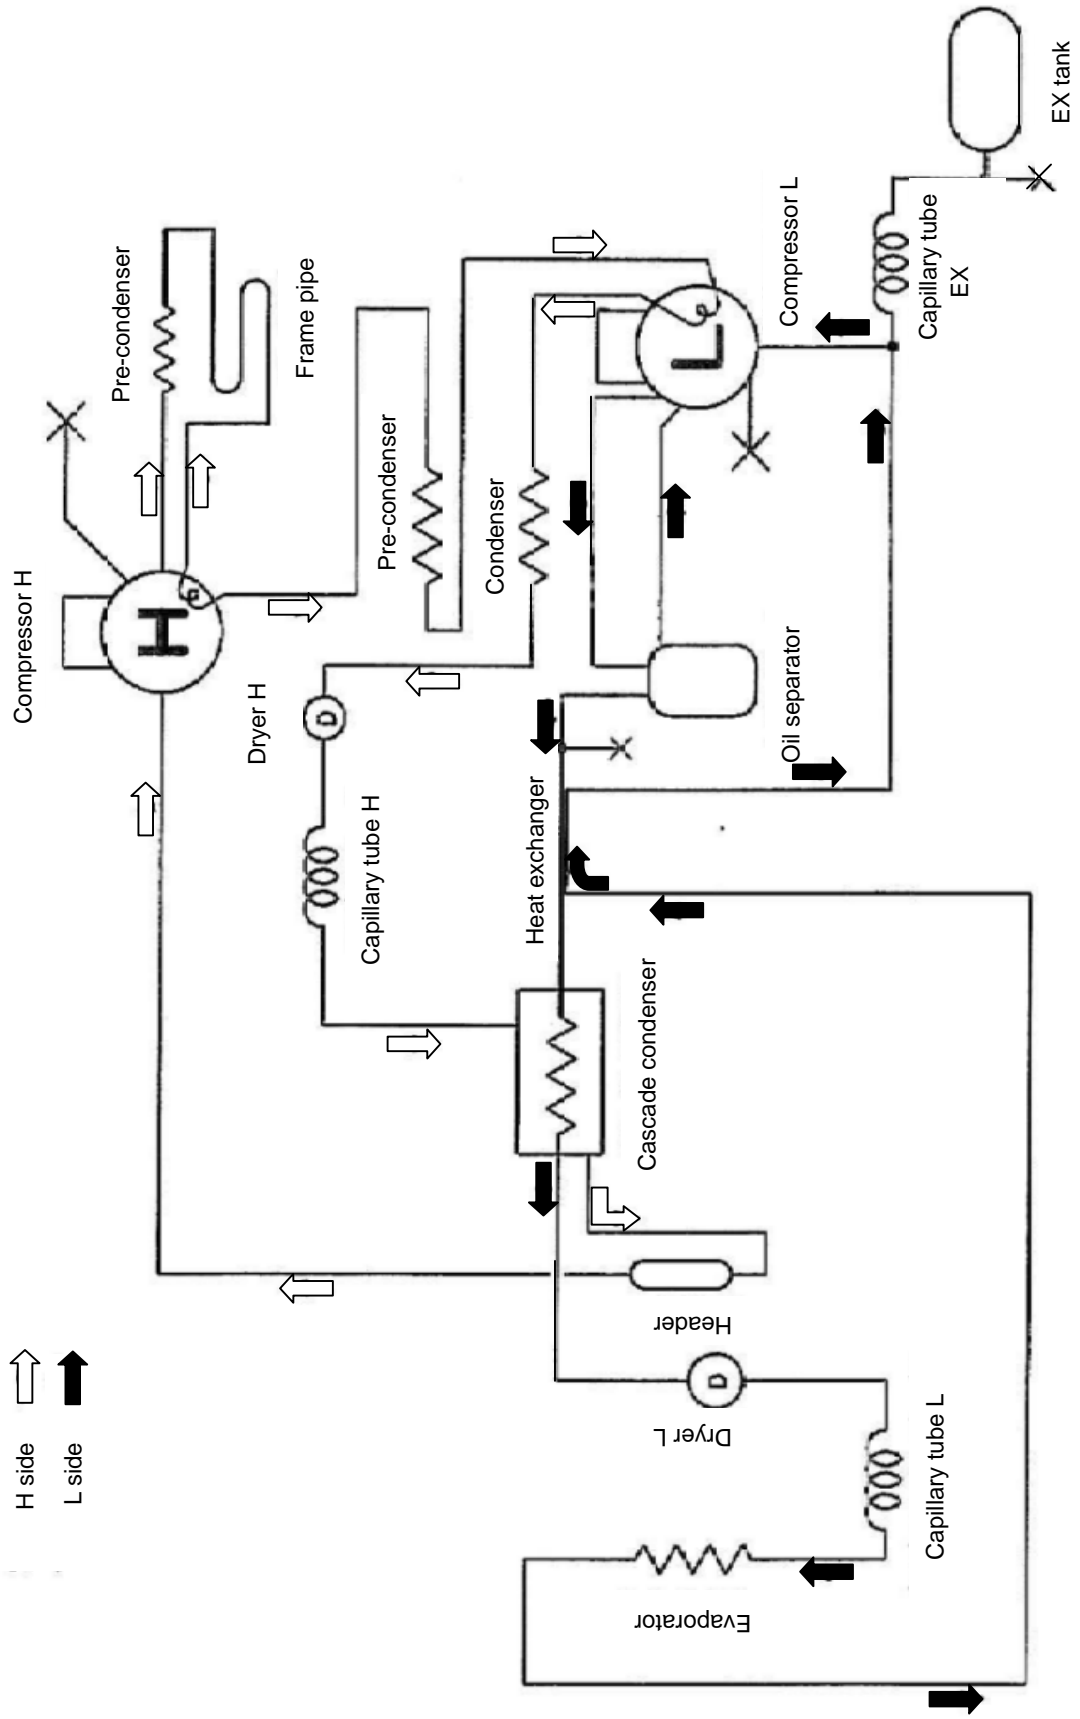 H side
L side
Compressor H
Pre-condenser
Frame pipe
Dryer H
Capillary tube H
Pre-condenser
Condenser
Compressor L
Capillary tube
EX
EX tank
Oil separator
Heat exchanger
Cascade condenser
Header
Dryer L
Capillary tube L
Evaporator
H
L
D
D